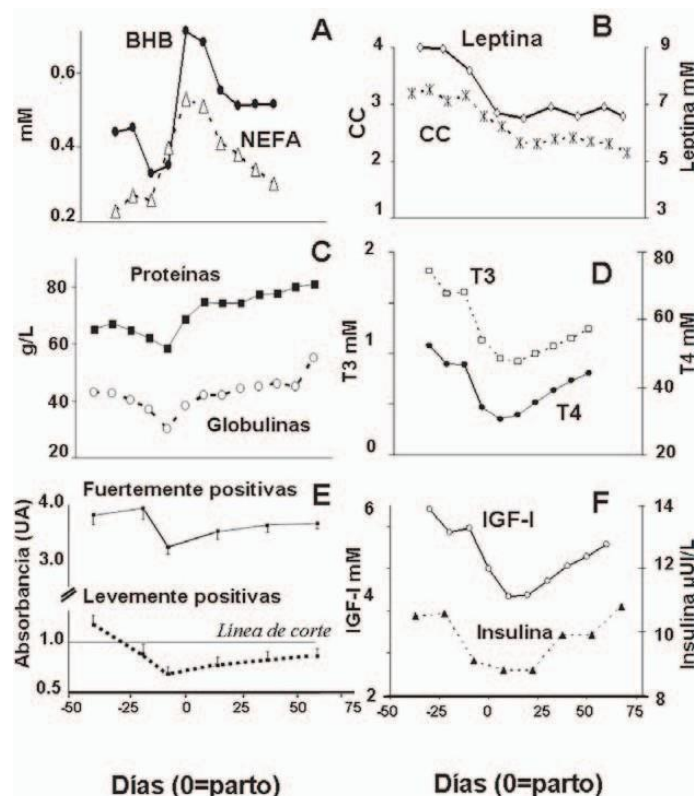 A
BHB
NEFA
mM
0.6
0.4
0.2
B
Leptina
CC
CC
4
3
2
1
9
7
5
3
Leptina mM
C
Proteínas
Globulinas
g/L
80
60
40
20
D
T3
T4
T3 mM
2
1
0
80
60
40
20
T4 mM
E
Fuertemente positivas
Levemente positivas
Línea de corte
Absorbancia (UA)
4.0
3.0
1.0
0.5
-50 -25 0 25 50 75
Días (0=parto)
F
IGF-I
Insulina
IGF-I mM
6
4
2
14
12
10
8
Insulina µUI/L
-50 -25 0 25 50 75
Días (0=parto)